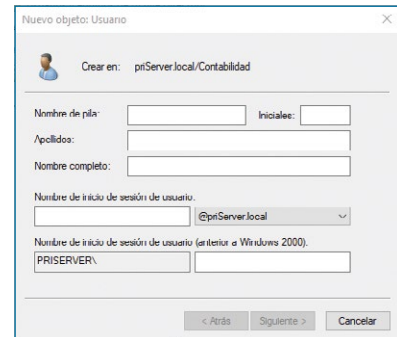 Nuevo objeto: Usuario
Crear en: priServer.local/Contabilidad
Nombre de pila: Iniciales:
Apellidos:
Nombre completo:
Nombre de inicio de sesión de usuario:
@priServer.local
Nombre de inicio de sesión de usuario (anterior a Windows 2000):
PRISERVER\
< Atrás Siguiente > Cancelar